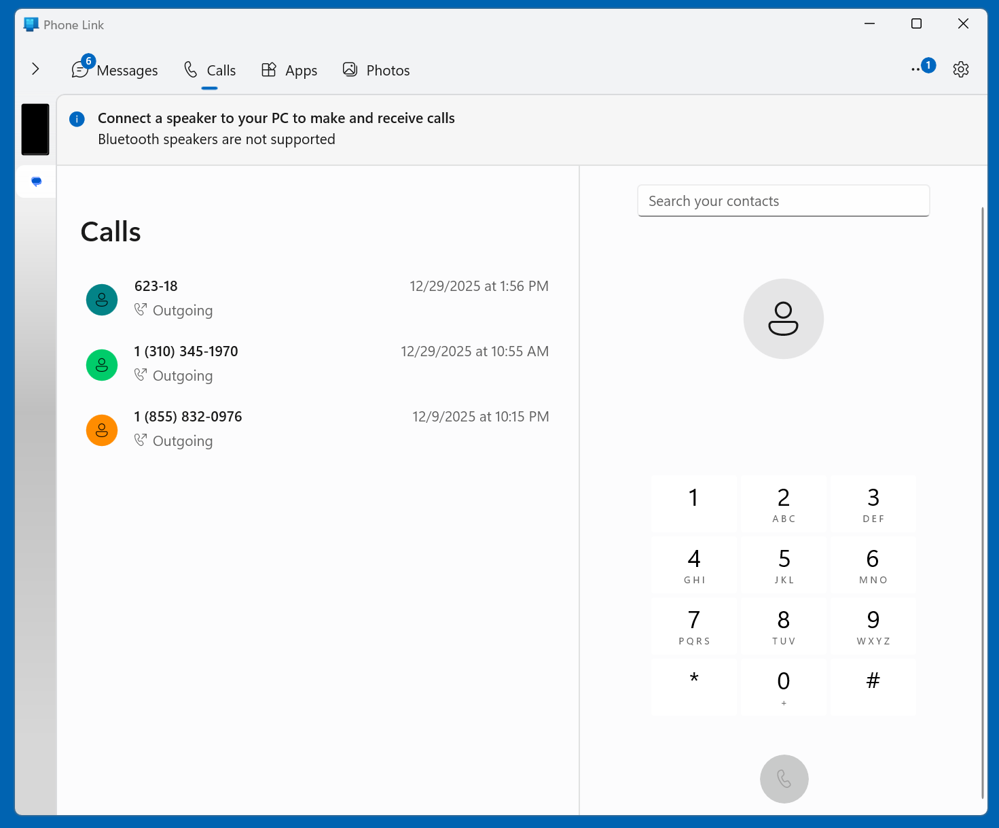 Phone Link
6
Messages
Calls
Apps
Photos
1
Connect a speaker to your PC to make and receive calls
Bluetooth speakers are not supported
Calls
623-18
12/29/2025 at 1:56 PM
Outgoing
1 (310) 345-1970
12/29/2025 at 10:55 AM
Outgoing
1 (855) 832-0976
12/9/2025 at 10:15 PM
Outgoing
Search your contacts
1
2
ABC
3
DEF
4
GHI
5
JKL
6
MNO
7
PQRS
8
TUV
9
WXYZ
*
0
+
#